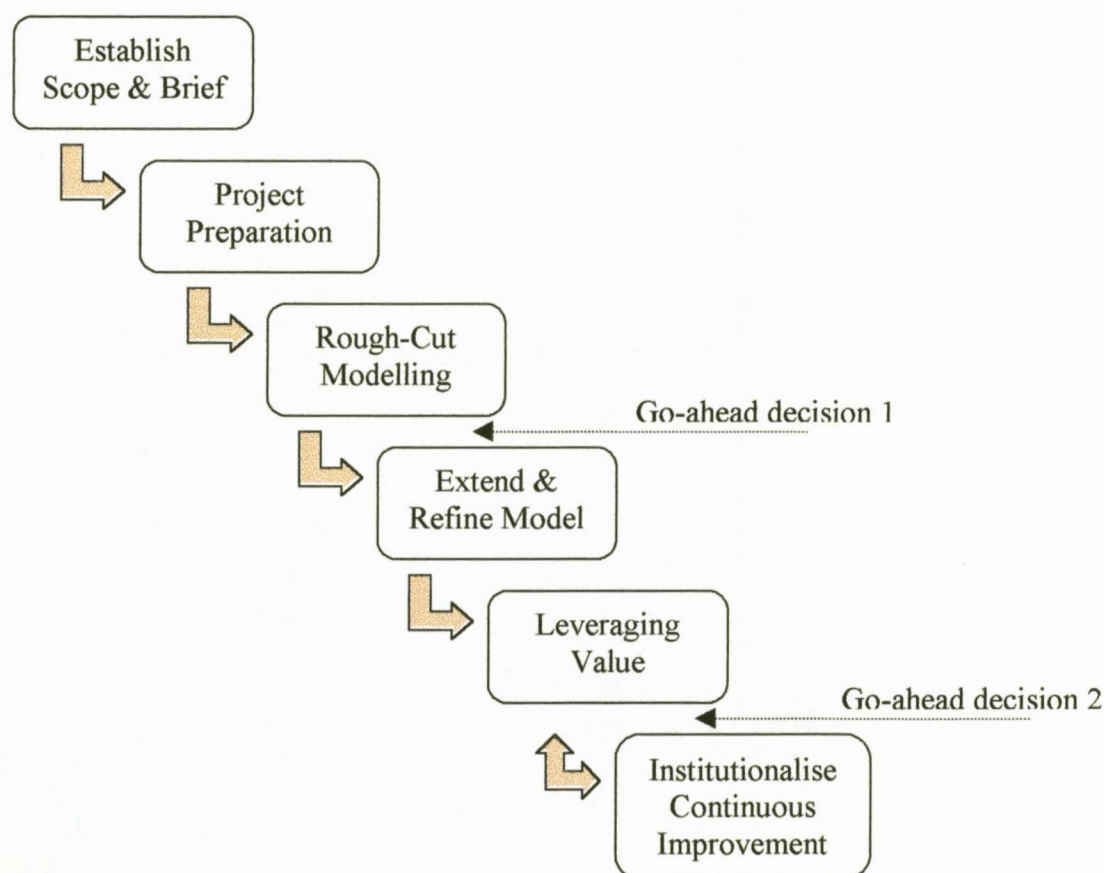 Establish
Scope & Brief
Project
Preparation
Rough-Cut
Modelling
Go-ahead decision 1
Extend &
Refine Model
Leveraging
Value
Go-ahead decision 2
Institutionalise
Continuous
Improvement